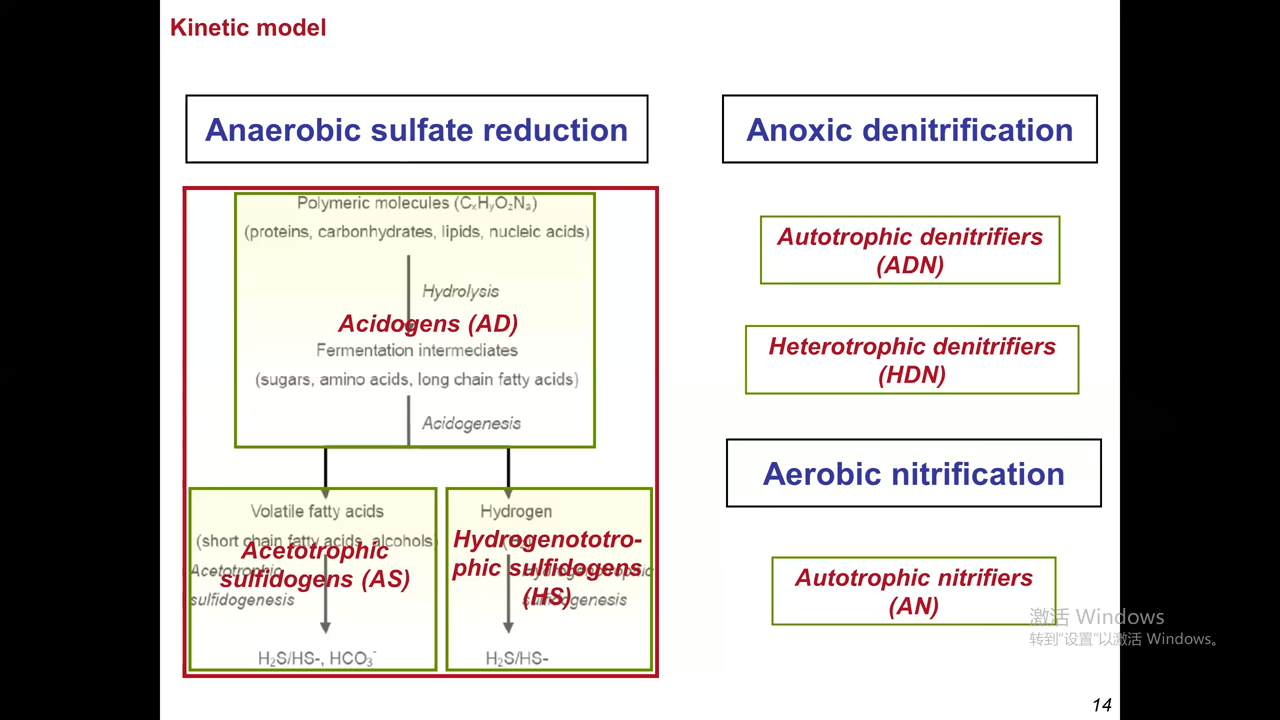 Kinetic model
Anaerobic sulfate reduction
Polymeric molecules (CₓHᵧO₂Nₐ)
(proteins, carbonhydrates, lipids, nucleic acids)
Hydrolysis
Acidogens (AD)
Fermentation intermediates
(sugars, amino acids, long chain fatty acids)
Acidogenesis
Volatile fatty acids
(short chain fatty acids, alcohols)
Acetotrophic
sulfidogens (AS)
Acetotrophic
sulfidogenesis
H₂S/HS-, HCO₃⁻
Hydrogen
Hydrogenototro-
phic sulfidogens
(HS)
sulfidogenesis
H₂S/HS-
Anoxic denitrification
Autotrophic denitrifiers
(ADN)
Heterotrophic denitrifiers
(HDN)
Aerobic nitrification
Autotrophic nitrifiers
(AN)
激活 Windows
转到"设置"以激活 Windows。
14